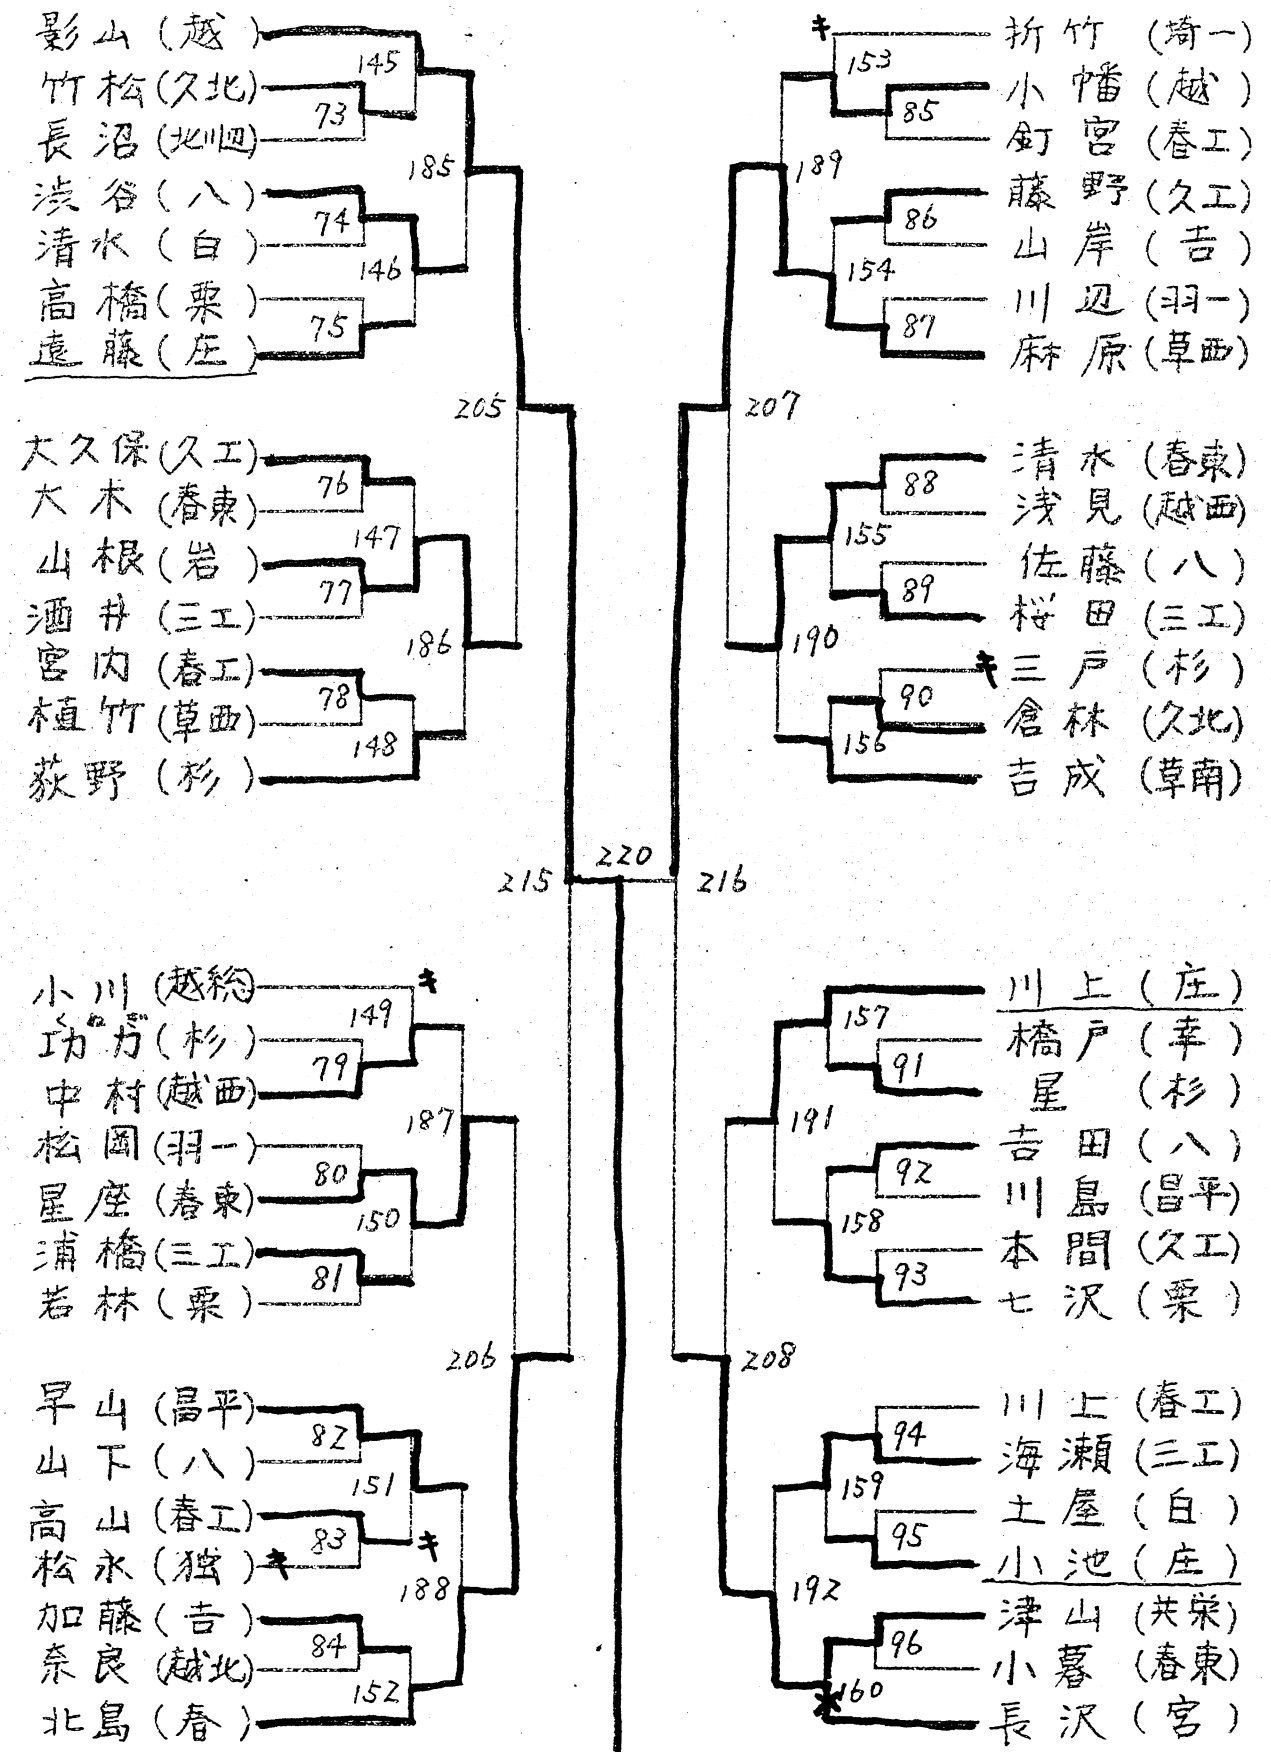 影山(越)
145
竹松(久北)
73
長沼(北川辺)
185
渋谷(八)
74
清水(白)
146
高橋(栗)
75
遠藤(庄)
205
大久保(久工)
76
大木(春東)
147
山根(岩)
77
酒井(三工)
186
宮内(春工)
78
植竹(草西)
148
荻野(杉)
215
220
小川(越総)
キ
149
くぬぎ
功刀(杉)
79
中村(越西)
187
松岡(羽一)
80
星座(春東)
150
浦橋(三工)
81
若林(栗)
206
早山(昌平)
82
山下(八)
151
高山(春工)
83
キ
松永(独)キ
188
加藤(吉)
84
奈良(越北)
152
北島(春)
キ
折竹(埼一)
153
小幡(越)
85
釘宮(春工)
189
藤野(久工)
86
山岸(吉)
154
川辺(羽一)
87
麻原(草西)
207
清水(春東)
88
浅見(越西)
155
佐藤(八)
89
桜田(三工)
190
キ三戸(杉)
90
倉林(久北)
156
吉成(草南)
216
川上(庄)
157
橋戸(幸)
91
星(杉)
191
吉田(八)
92
川島(昌平)
158
本間(久工)
93
七沢(栗)
208
川上(春工)
94
海瀬(三工)
159
土屋(白)
95
小池(庄)
192
津山(共栄)
96
小暮(春東)
160
長沢(宮)